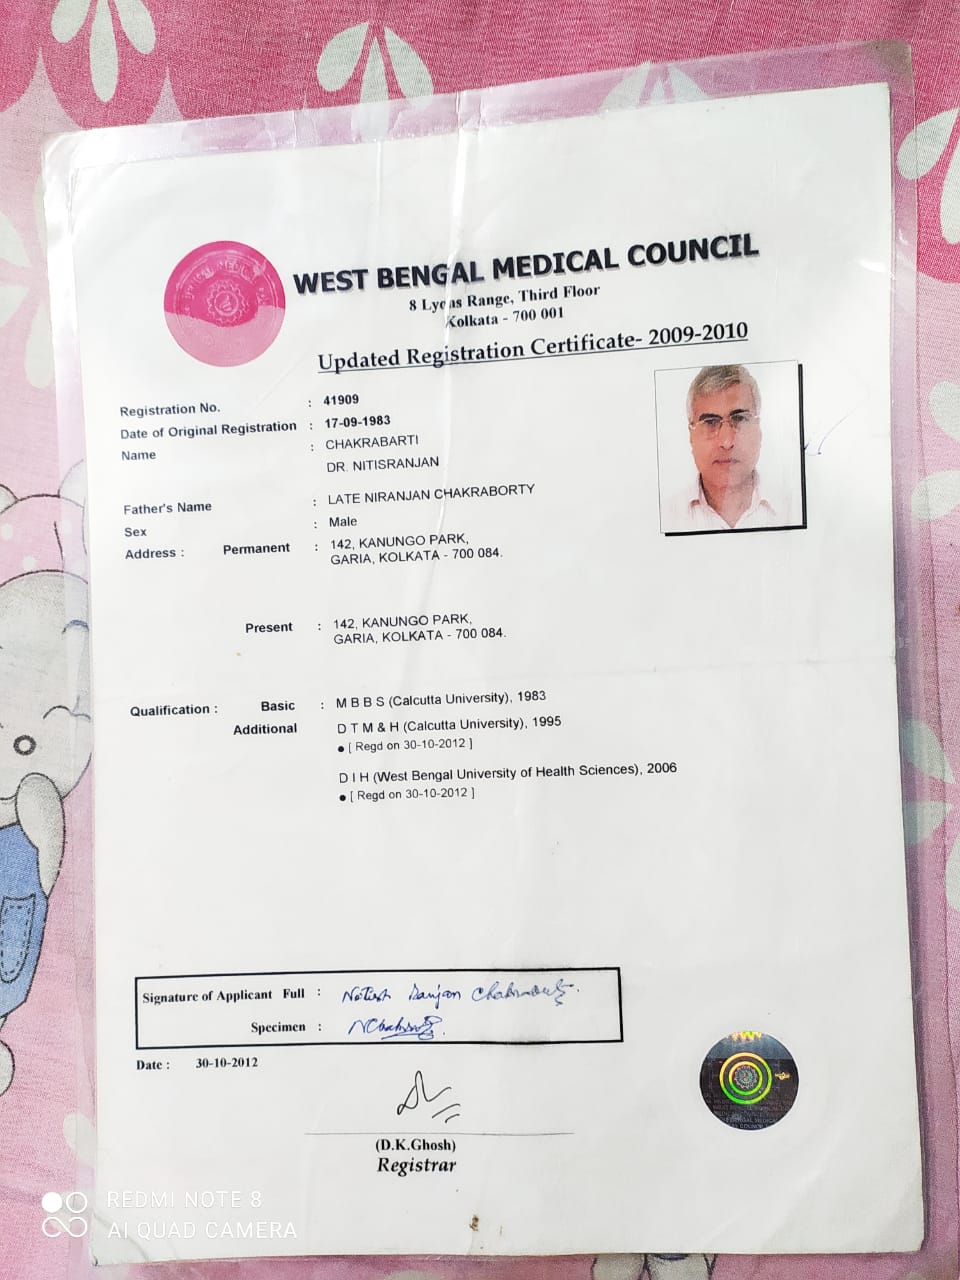 WEST BENGAL MEDICAL COUNCIL
8 Lyons Range, Third Floor
Kolkata - 700 001
Updated Registration Certificate- 2009-2010
Registration No. : 41909
Date of Original Registration : 17-09-1983
Name : CHAKRABARTI
DR. NITISRANJAN
Father's Name : LATE NIRANJAN CHAKRABORTY
Sex : Male
Address : Permanent : 142, KANUNGO PARK,
GARIA, KOLKATA - 700 084.
Present : 142, KANUNGO PARK,
GARIA, KOLKATA - 700 084.
Qualification : Basic : M B B S (Calcutta University), 1983
Additional D T M & H (Calcutta University), 1995
● [ Regd on 30-10-2012 ]
D I H (West Bengal University of Health Sciences), 2006
● [ Regd on 30-10-2012 ]
Signature of Applicant Full : Ranjan
Specimen :
Date : 30-10-2012
(D.K.Ghosh)
Registrar
REDMI NOTE 8
AI QUAD CAMERA